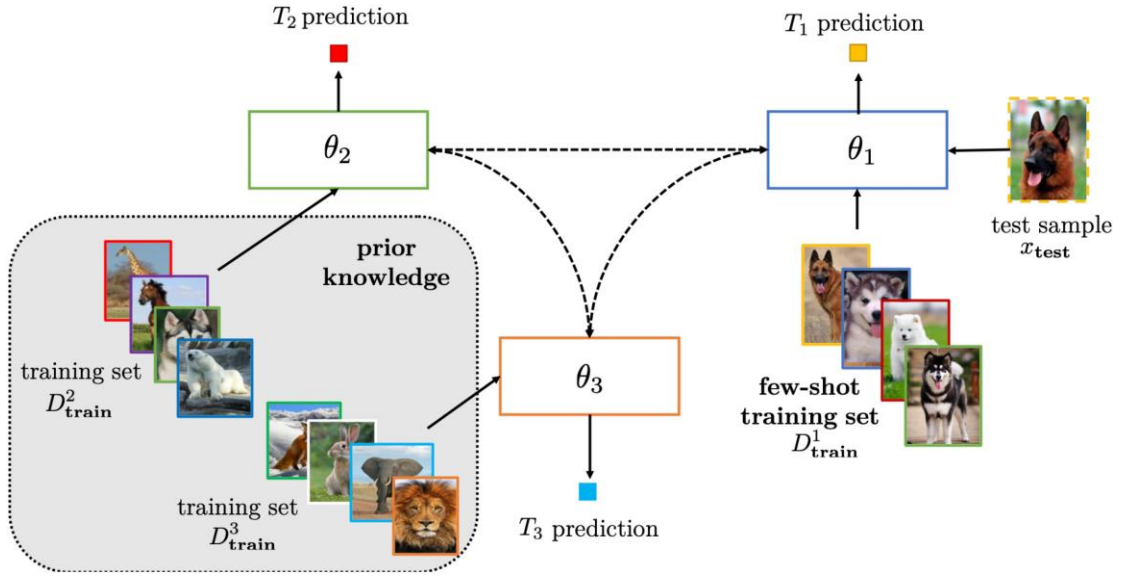 T₂ prediction
T₁ prediction
θ₂
θ₁
test sample
x_test
prior
knowledge
training set
D²_train
θ₃
few-shot
training set
D¹_train
training set
D³_train
T₃ prediction